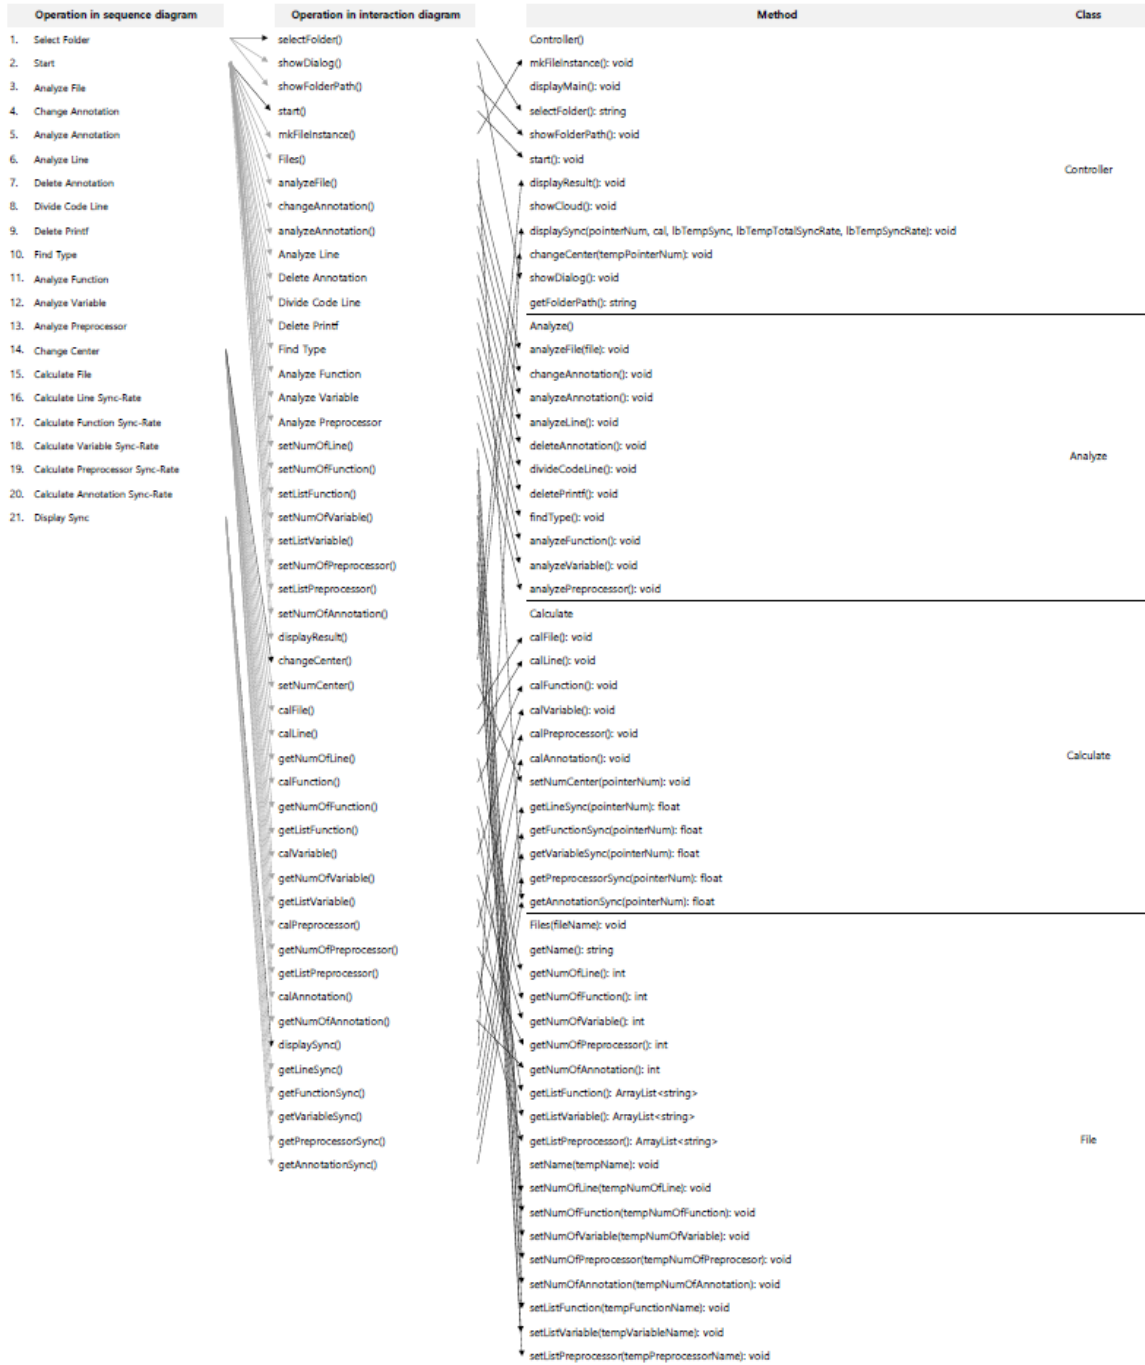 Operation in sequence diagram
1. Select Folder
2. Start
3. Analyze File
4. Change Annotation
5. Analyze Annotation
6. Analyze Line
7. Delete Annotation
8. Divide Code Line
9. Delete Printf
10. Find Type
11. Analyze Function
12. Analyze Variable
13. Analyze Preprocessor
14. Change Center
15. Calculate File
16. Calculate Line Sync-Rate
17. Calculate Function Sync-Rate
18. Calculate Variable Sync-Rate
19. Calculate Preprocessor Sync-Rate
20. Calculate Annotation Sync-Rate
21. Display Sync
Operation in interaction diagram
selectFolder()
showDialog()
showFolderPath()
start()
mkFileInstance()
Files()
analyzeFile()
changeAnnotation()
analyzeAnnotation()
Analyze Line
Delete Annotation
Divide Code Line
Delete Printf
Find Type
Analyze Function
Analyze Variable
Analyze Preprocessor
setNumOfLine()
setNumOfFunction()
setListFunction()
setNumOfVariable()
setListVariable()
setNumOfPreprocessor()
setListPreprocessor()
setNumOfAnnotation()
displayResult()
changeCenter()
setNumCenter()
calFile()
calLine()
getNumOfLine()
calFunction()
getNumOfFunction()
getListFunction()
calVariable()
getNumOfVariable()
getListVariable()
calPreprocessor()
getNumOfPreprocessor()
getListPreprocessor()
calAnnotation()
getNumOfAnnotation()
displaySync()
getLineSync()
getFunctionSync()
getVariableSync()
getPreprocessorSync()
getAnnotationSync()
Method
Controller()
mkFileInstance(): void
displayMain(): void
selectFolder(): string
showFolderPath(): void
start(): void
displayResult(): void
showCloud(): void
displaySync(pointerNum, cal, lbTempSync, lbTempTotalSyncRate, lbTempSyncRate): void
changeCenter(tempPointerNum): void
showDialog(): void
getFolderPath(): string
Analyze()
analyzeFile(file): void
changeAnnotation(): void
analyzeAnnotation(): void
analyzeLine(): void
deleteAnnotation(): void
divideCodeLine(): void
deletePrintf(): void
findType(): void
analyzeFunction(): void
analyzeVariable(): void
analyzePreprocessor(): void
Calculate
calFile(): void
calLine(): void
calFunction(): void
calVariable(): void
calPreprocessor(): void
calAnnotation(): void
setNumCenter(pointerNum): void
getLineSync(pointerNum): float
getFunctionSync(pointerNum): float
getVariableSync(pointerNum): float
getPreprocessorSync(pointerNum): float
getAnnotationSync(pointerNum): float
Files(fileName): void
getName(): string
getNumOfLine(): int
getNumOfFunction(): int
getNumOfVariable(): int
getNumOfPreprocessor(): int
getNumOfAnnotation(): int
getListFunction(): ArrayList<string>
getListVariable(): ArrayList<string>
getListPreprocessor(): ArrayList<string>
setName(tempName): void
setNumOfLine(tempNumOfLine): void
setNumOfFunction(tempNumOfFunction): void
setNumOfVariable(tempNumOfVariable): void
setNumOfPreprocessor(tempNumOfPreprocesor): void
setNumOfAnnotation(tempNumOfAnnotation): void
setListFunction(tempFunctionName): void
setListVariable(tempVariableName): void
setListPreprocessor(tempPreprocessorName): void
Class
Controller
Analyze
Calculate
File